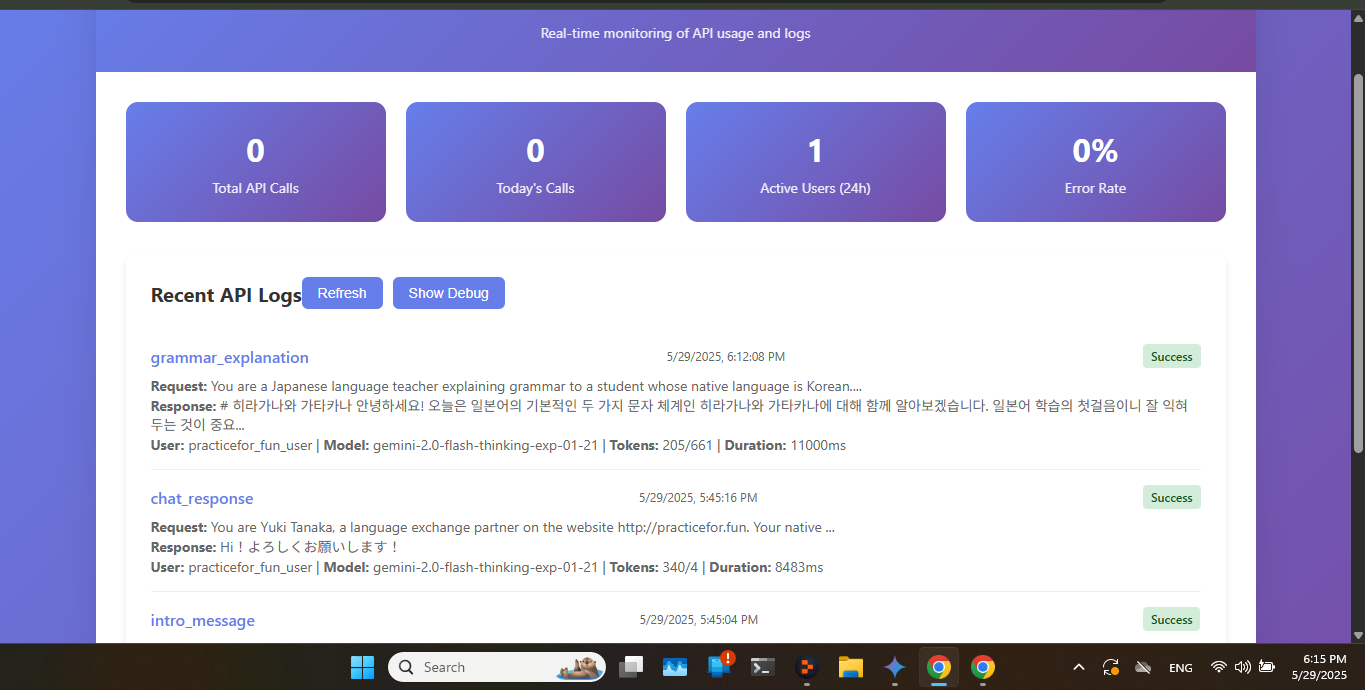 Real-time monitoring of API usage and logs
0
Total API Calls
0
Today's Calls
1
Active Users (24h)
0%
Error Rate
Recent API Logs
Refresh
Show Debug
grammar_explanation
5/29/2025, 6:12:08 PM
Success
Request: You are a Japanese language teacher explaining grammar to a student whose native language is Korean....
Response: # 히라가나와 가타카나 안녕하세요! 오늘은 일본어의 기본적인 두 가지 문자 체계인 히라가나와 가타카나에 대해 함께 알아보겠습니다. 일본어 학습의 첫걸음이니 잘 익혀
두는 것이 중요...
User: practicefor_fun_user | Model: gemini-2.0-flash-thinking-exp-01-21 | Tokens: 205/661 | Duration: 11000ms
chat_response
5/29/2025, 5:45:16 PM
Success
Request: You are Yuki Tanaka, a language exchange partner on the website http://practicefor.fun. Your native ...
Response: Hi！よろしくお願いします！
User: practicefor_fun_user | Model: gemini-2.0-flash-thinking-exp-01-21 | Tokens: 340/4 | Duration: 8483ms
intro_message
5/29/2025, 5:45:04 PM
Success
Search
ENG
6:15 PM
5/29/2025